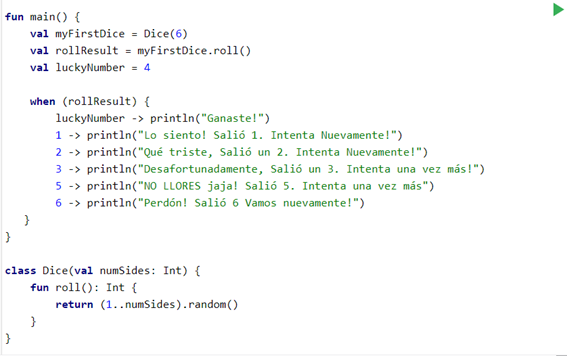 fun main() {
    val myFirstDice = Dice(6)
    val rollResult = myFirstDice.roll()
    val luckyNumber = 4

    when (rollResult) {
        luckyNumber -> println("Ganaste!")
        1 -> println("Lo siento! Salió 1. Intenta Nuevamente!")
        2 -> println("Qué triste, Salió un 2. Intenta Nuevamente!")
        3 -> println("Desafortunadamente, Salió un 3. Intenta una vez más!")
        5 -> println("NO LLORES jaja! Salió 5. Intenta una vez más")
        6 -> println("Perdón! Salió 6 Vamos nuevamente!")
   }
}

class Dice(val numSides: Int) {
    fun roll(): Int {
        return (1..numSides).random()
    }
}